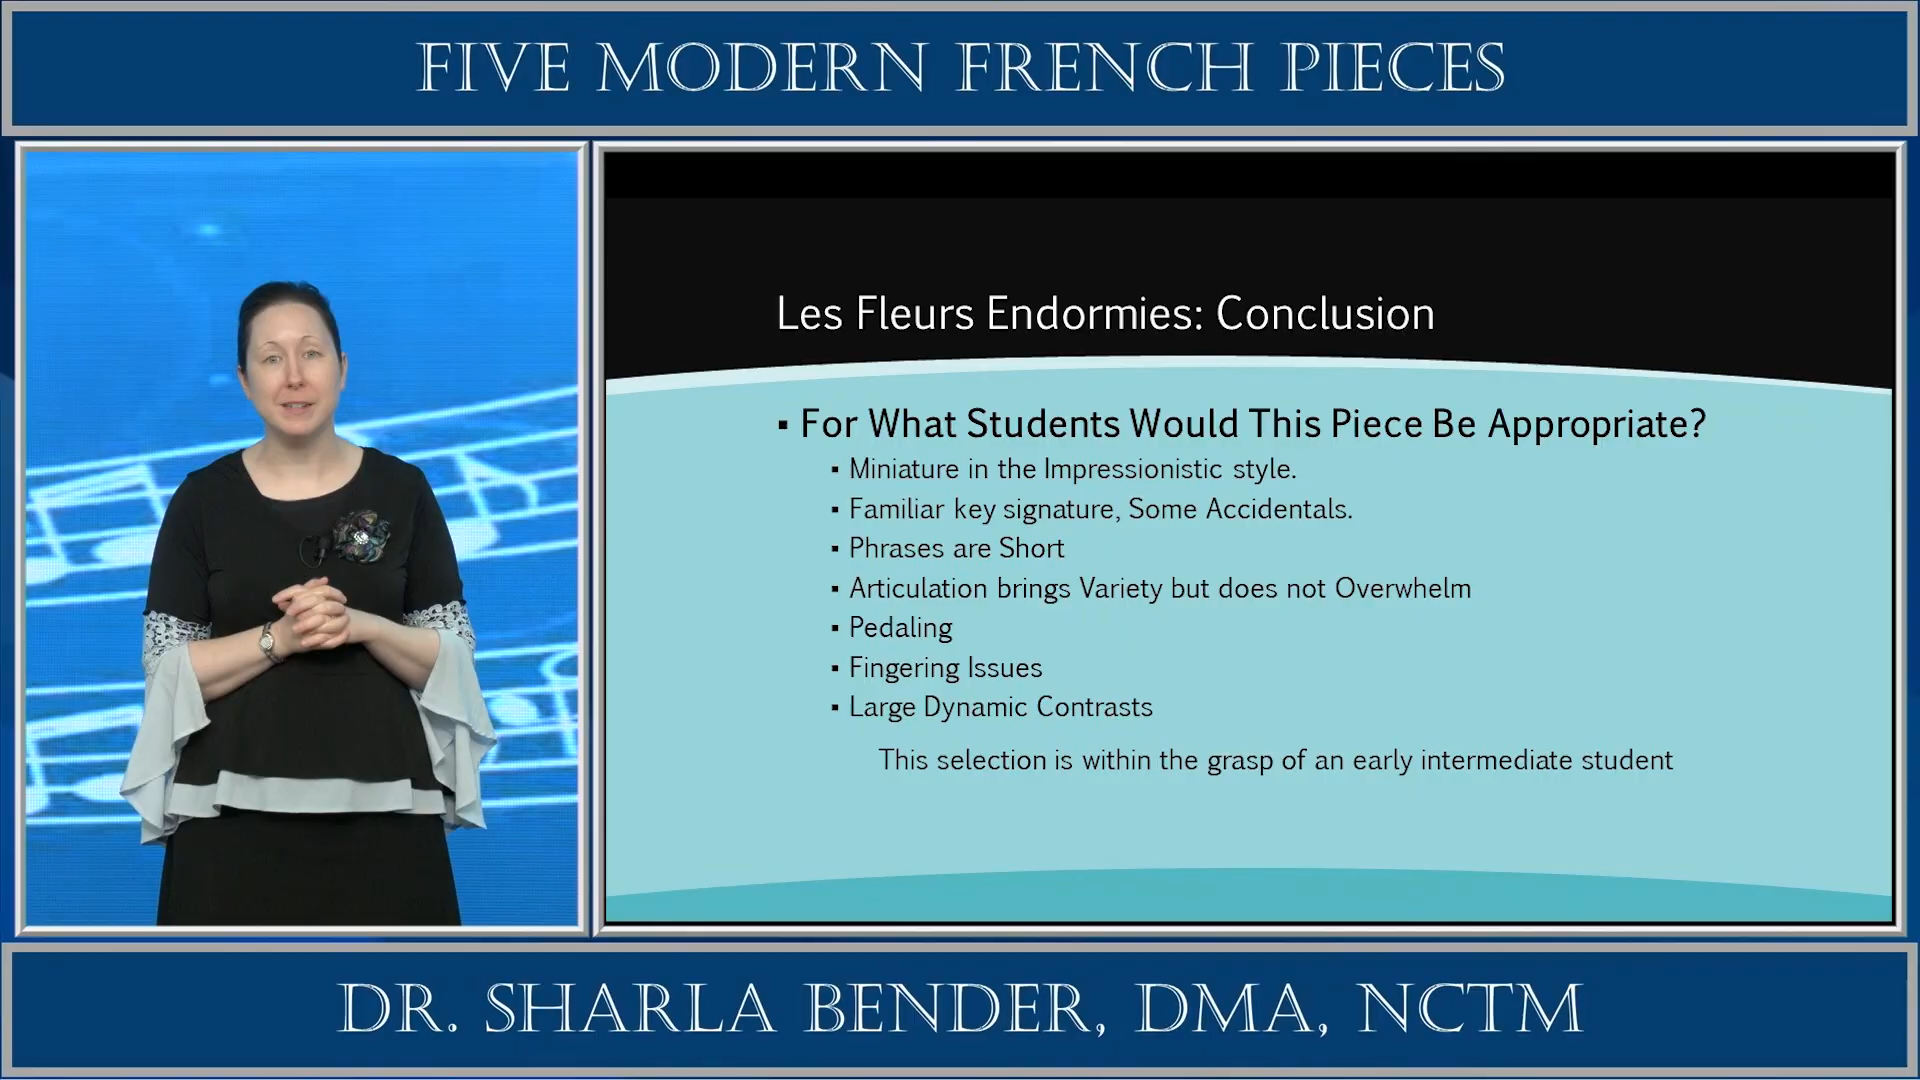 FIVE MODERN FRENCH PIECES
Les Fleurs Endormies: Conclusion
▪ For What Students Would This Piece Be Appropriate?
▪ Miniature in the Impressionistic style.
▪ Familiar key signature, Some Accidentals.
▪ Phrases are Short
▪ Articulation brings Variety but does not Overwhelm
▪ Pedaling
▪ Fingering Issues
▪ Large Dynamic Contrasts
This selection is within the grasp of an early intermediate student
DR. SHARLA BENDER, DMA, NCTM